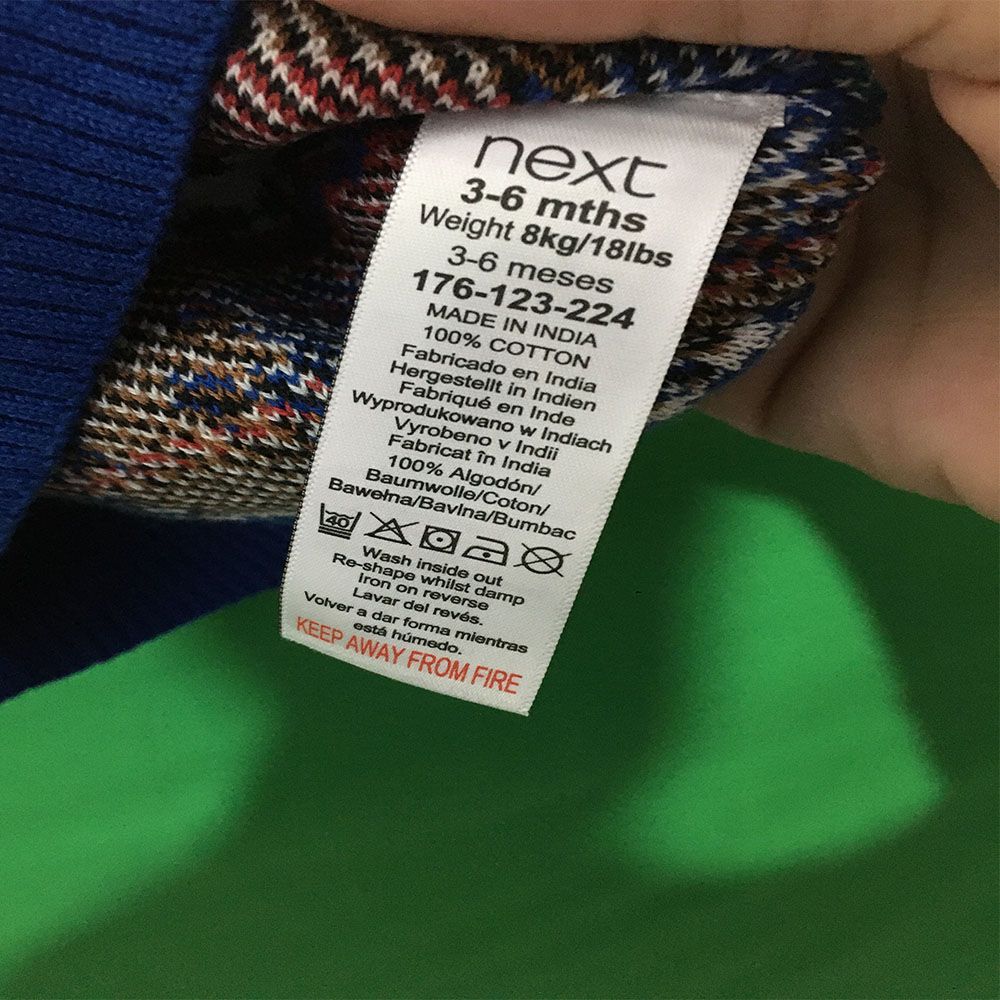 next
3-6 mths
Weight 8kg/18lbs
3-6 meses
176-123-224
MADE IN INDIA
100% COTTON
Fabricado en India
Hergestellt in Indien
Fabriqué en Inde
Wyprodukowano w Indiach
Vyrobeno v Indii
Fabricat în India
100% Algodón/
Baumwolle/Coton/
Bawełna/Bavlna/Bumbac
40
Wash inside out
Re-shape whilst damp
Iron on reverse
Lavar del revés.
Volver a dar forma mientras
está húmedo.
KEEP AWAY FROM FIRE